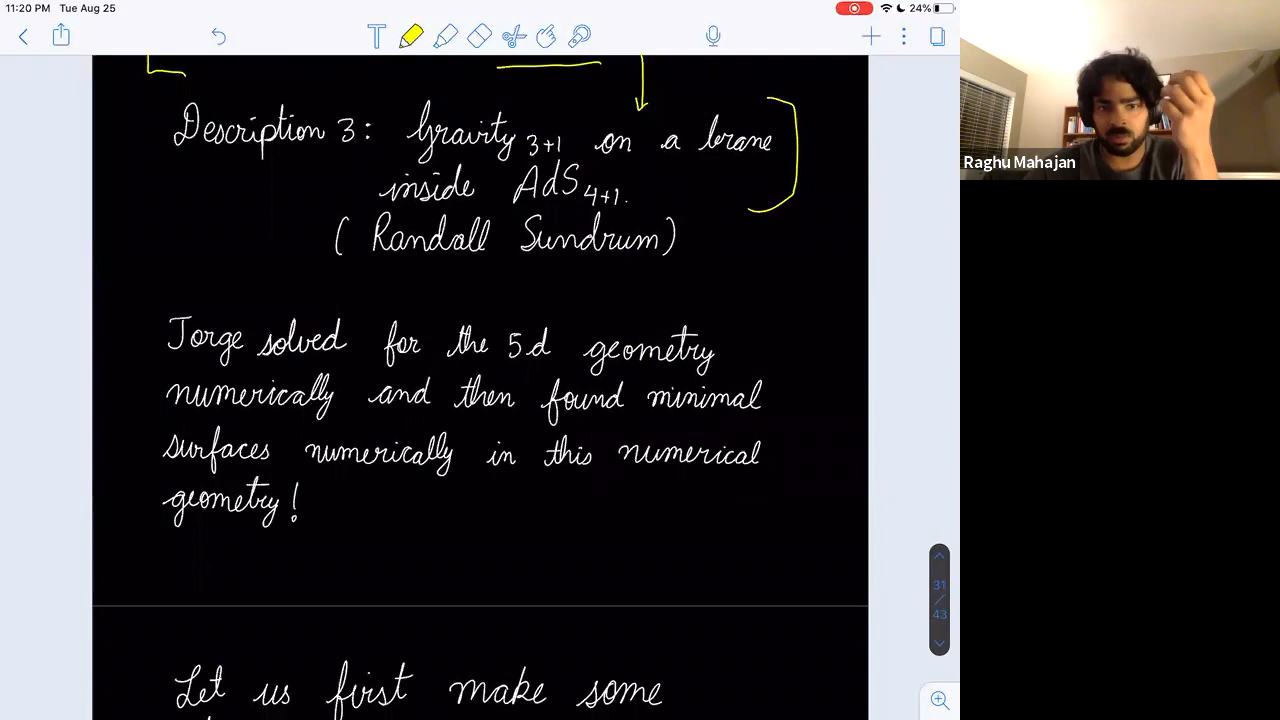 11:20 PM Tue Aug 25
24%
Description 3: Gravity 3+1 on a brane
inside AdS 4+1.
(Randall Sundrum)
Jorge solved for the 5d geometry
numerically and then found minimal
surfaces numerically in this numerical
geometry!
Let us first make some
31
/
43
Raghu Mahajan